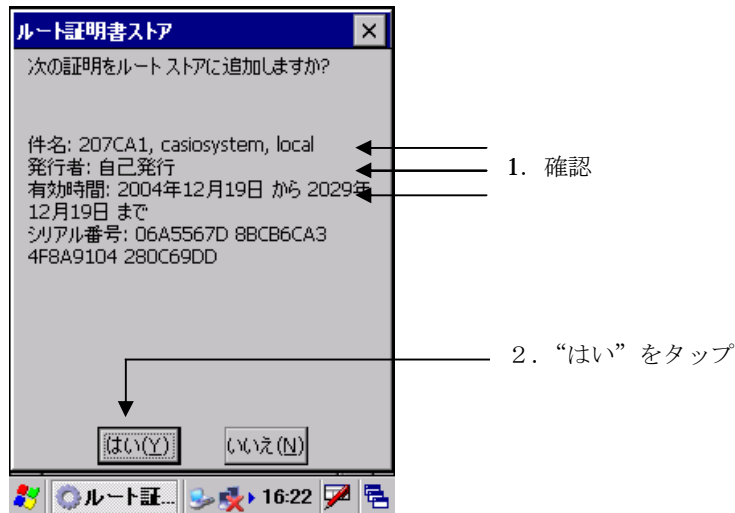 ルート証明書ストア
次の証明をルート ストアに追加しますか?
件名: 207CA1, casiosystem, local
発行者: 自己発行
有効時間: 2004年12月19日 から 2029年
12月19日 まで
シリアル番号: 06A5567D 8BCB6CA3
4F8A9104 280C69DD
1. 確認
２．“はい”をタップ
はい(Y) いいえ(N)
ルート証... 16:22